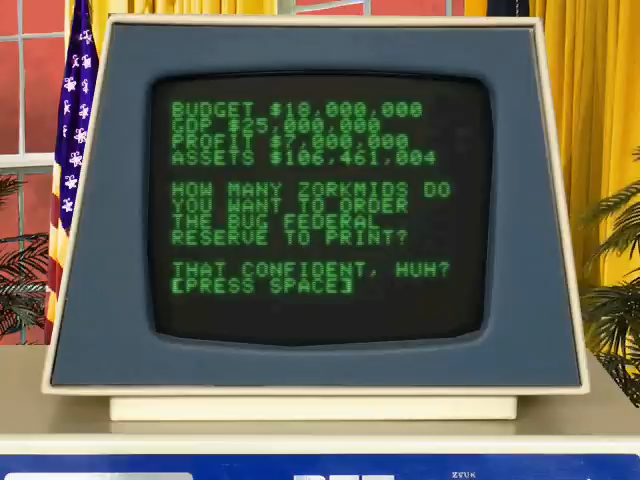 BUDGET $18,000,000
GDP $25,000,000
PROFIT $7,000,000
ASSETS $106,461,004
HOW MANY ZORKMIDS DO
YOU WANT TO ORDER
THE BUG FEDERAL
RESERVE TO PRINT?
THAT CONFIDENT, HUH?
[PRESS SPACE]